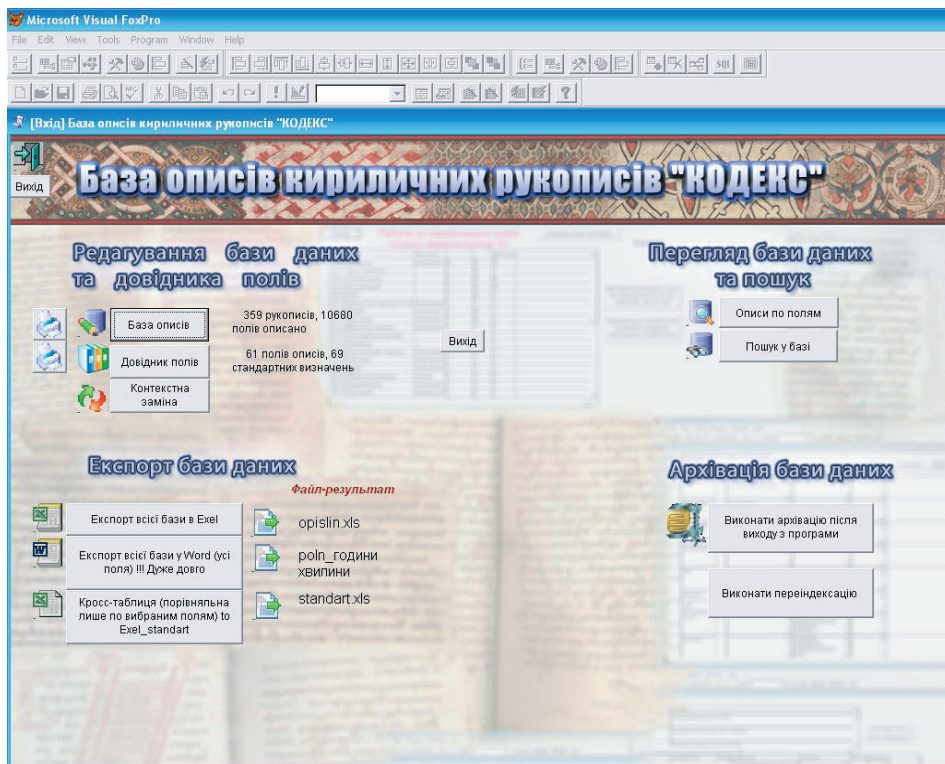 Microsoft Visual FoxPro
File Edit View Tools Program Window Help
SQL
[Вхід] База описів кириличних рукописів "КОДЕКС"
Вихід
База описів кириличних рукописів "КОДЕКС"
Редагування бази даних
та довідника полів
Перегляд бази даних
та пошук
База описів
359 рукописів, 10680
полів описано
Вихід
Описи по полям
Довідник полів
61 полів описів, 69
стандартних визначень
Пошук у базі
Контекстна
заміна
Експорт бази даних
Файл-результат
Архівація бази даних
Експорт всієї бази в Exel
opislin.xls
Виконати архівацію після
виходу з програми
Експорт всієї бази у Word (усі
поля) !!! Дуже довго
poln_години
хвилини
Кросс-таблиця (порівняльна
лише по вибраним полям) to
Exel_standart
standart.xls
Виконати переіндексацію